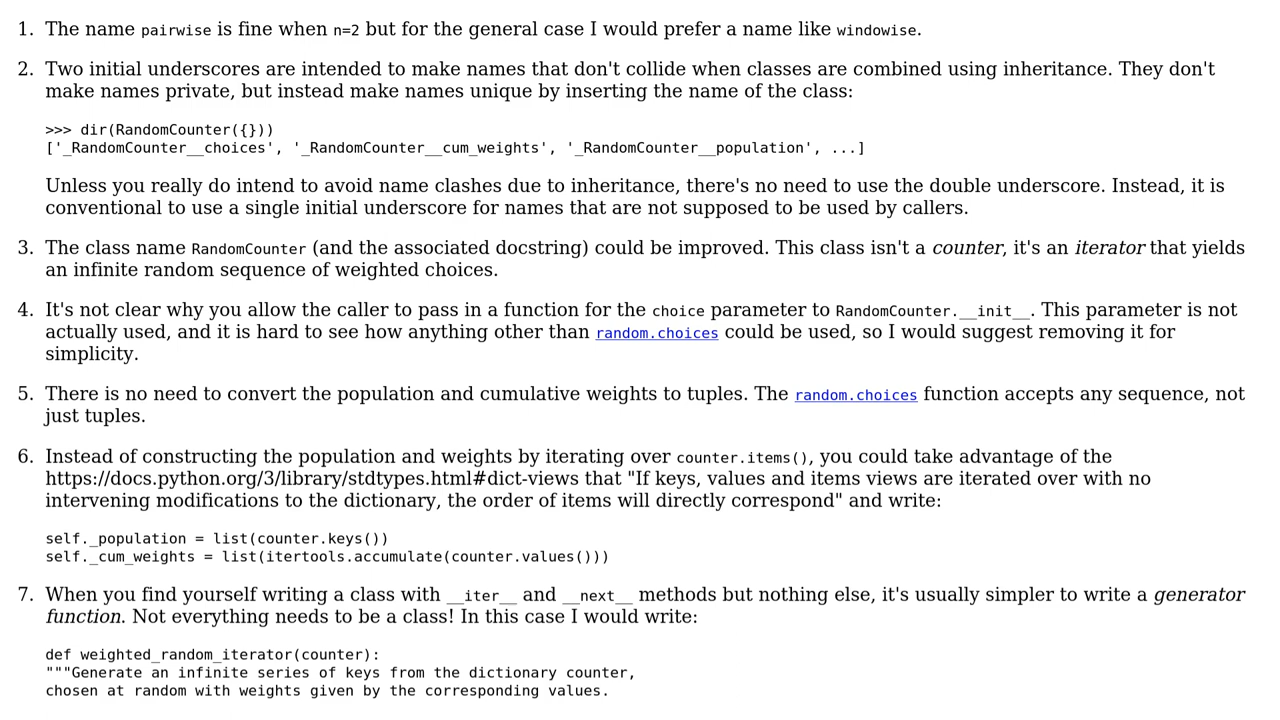 1. The name pairwise is fine when n=2 but for the general case I would prefer a name like windowise.
2. Two initial underscores are intended to make names that don't collide when classes are combined using inheritance. They don't
make names private, but instead make names unique by inserting the name of the class:
>>> dir(RandomCounter({}))
['_RandomCounter__choices', '_RandomCounter__cum_weights', '_RandomCounter__population', ...]
Unless you really do intend to avoid name clashes due to inheritance, there's no need to use the double underscore. Instead, it is
conventional to use a single initial underscore for names that are not supposed to be used by callers.
3. The class name RandomCounter (and the associated docstring) could be improved. This class isn't a counter, it's an iterator that yields
an infinite random sequence of weighted choices.
4. It's not clear why you allow the caller to pass in a function for the choice parameter to RandomCounter.__init__. This parameter is not
actually used, and it is hard to see how anything other than random.choices could be used, so I would suggest removing it for
simplicity.
5. There is no need to convert the population and cumulative weights to tuples. The random.choices function accepts any sequence, not
just tuples.
6. Instead of constructing the population and weights by iterating over counter.items(), you could take advantage of the
https://docs.python.org/3/library/stdtypes.html#dict-views that "If keys, values and items views are iterated over with no
intervening modifications to the dictionary, the order of items will directly correspond" and write:
self._population = list(counter.keys())
self._cum_weights = list(itertools.accumulate(counter.values()))
7. When you find yourself writing a class with __iter__ and __next__ methods but nothing else, it's usually simpler to write a generator
function. Not everything needs to be a class! In this case I would write:
def weighted_random_iterator(counter):
"""Generate an infinite series of keys from the dictionary counter,
chosen at random with weights given by the corresponding values.